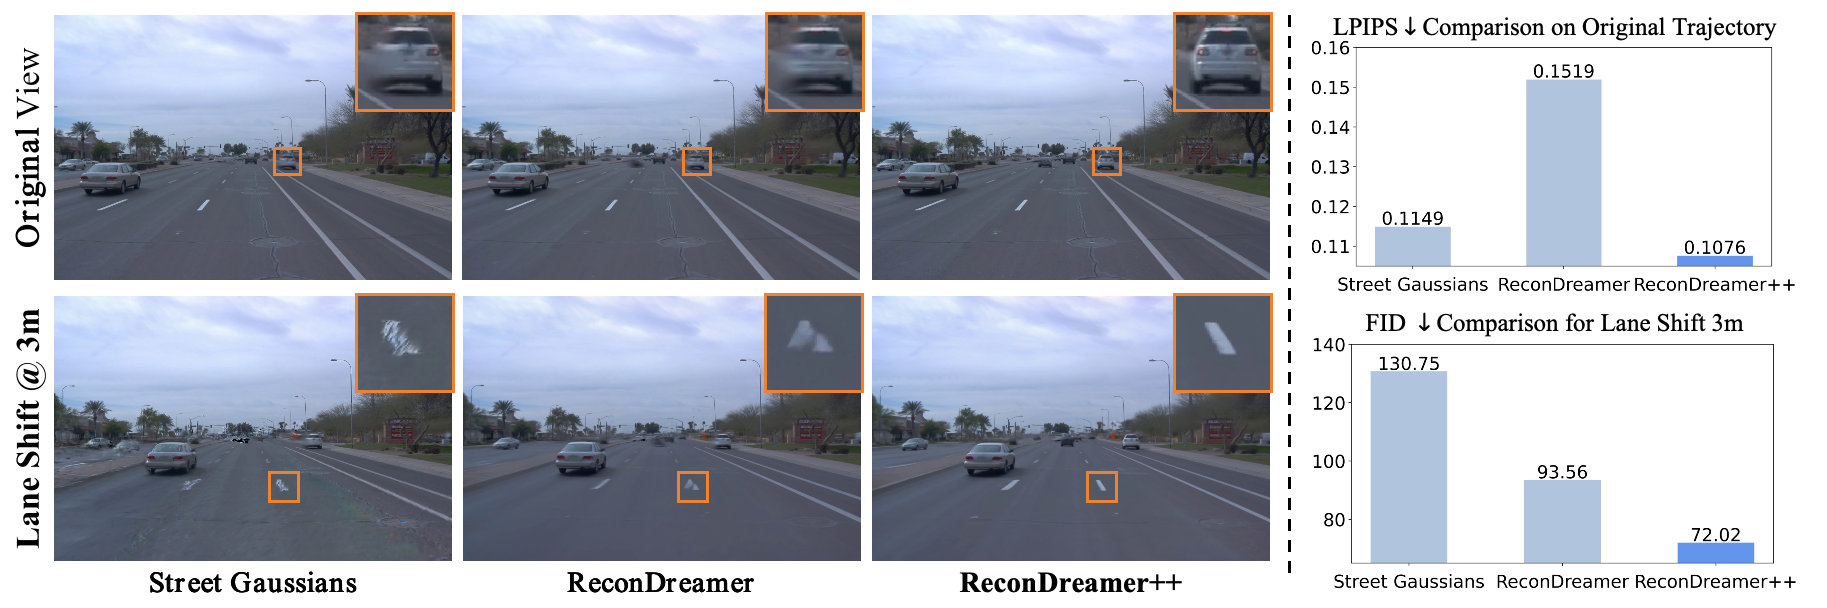 Original View
Lane Shift @ 3m
Street Gaussians
ReconDreamer
ReconDreamer++
LPIPS ↓ Comparison on Original Trajectory
0.16
0.15
0.14
0.13
0.12
0.11
0.1149
0.1519
0.1076
Street Gaussians
ReconDreamer
ReconDreamer++
FID ↓ Comparison for Lane Shift 3m
140
120
100
80
130.75
93.56
72.02
Street Gaussians
ReconDreamer
ReconDreamer++